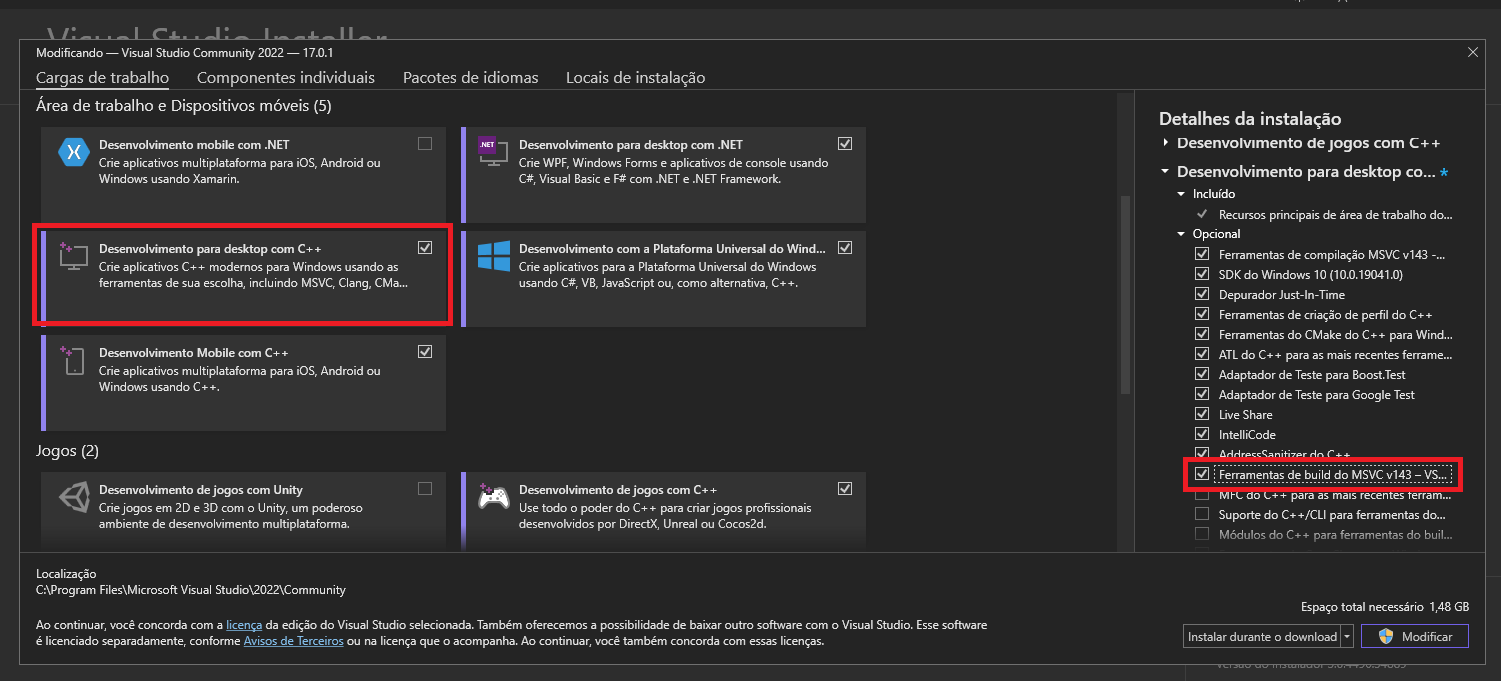 Visual Studio Installer
Modificando — Visual Studio Community 2022 — 17.0.1
Cargas de trabalho
Componentes individuais
Pacotes de idiomas
Locais de instalação
Área de trabalho e Dispositivos móveis (5)
Desenvolvimento mobile com .NET
Crie aplicativos multiplataforma para iOS, Android ou
Windows usando Xamarin.
.NET
Desenvolvimento para desktop com .NET
Crie WPF, Windows Forms e aplicativos de console usando
C#, Visual Basic e F# com .NET e .NET Framework.
Desenvolvimento para desktop com C++
Crie aplicativos C++ modernos para Windows usando as
ferramentas de sua escolha, incluindo MSVC, Clang, CMa...
Desenvolvimento com a Plataforma Universal do Wind...
Crie aplicativos para a Plataforma Universal do Windows
usando C#, VB, JavaScript ou, como alternativa, C++.
Desenvolvimento Mobile com C++
Crie aplicativos multiplataforma para iOS, Android ou
Windows usando C++.
Jogos (2)
Desenvolvimento de jogos com Unity
Crie jogos em 2D e 3D com o Unity, um poderoso
ambiente de desenvolvimento multiplataforma.
Desenvolvimento de jogos com C++
Use todo o poder do C++ para criar jogos profissionais
desenvolvidos por DirectX, Unreal ou Cocos2d.
Detalhes da instalação
Desenvolvimento de jogos com C++
Desenvolvimento para desktop co... *
Incluído
Recursos principais de área de trabalho do...
Opcional
Ferramentas de compilação MSVC v143 -...
SDK do Windows 10 (10.0.19041.0)
Depurador Just-In-Time
Ferramentas de criação de perfil do C++
Ferramentas do CMake do C++ para Wind...
ATL do C++ para as mais recentes ferrame...
Adaptador de Teste para Boost.Test
Adaptador de Teste para Google Test
Live Share
IntelliCode
AddressSanitizer do C++
Ferramentas de build do MSVC v143 – VS...
MFC do C++ para as mais recentes ferram...
Suporte do C++/CLI para ferramentas do...
Módulos do C++ para ferramentas do buil...
Localização
C:\Program Files\Microsoft Visual Studio\2022\Community
Ao continuar, você concorda com a licença da edição do Visual Studio selecionada. Também oferecemos a possibilidade de baixar outro software com o Visual Studio. Esse software
é licenciado separadamente, conforme Avisos de Terceiros ou na licença que o acompanha. Ao continuar, você também concorda com essas licenças.
Espaço total necessário 1,48 GB
Instalar durante o download
Modificar